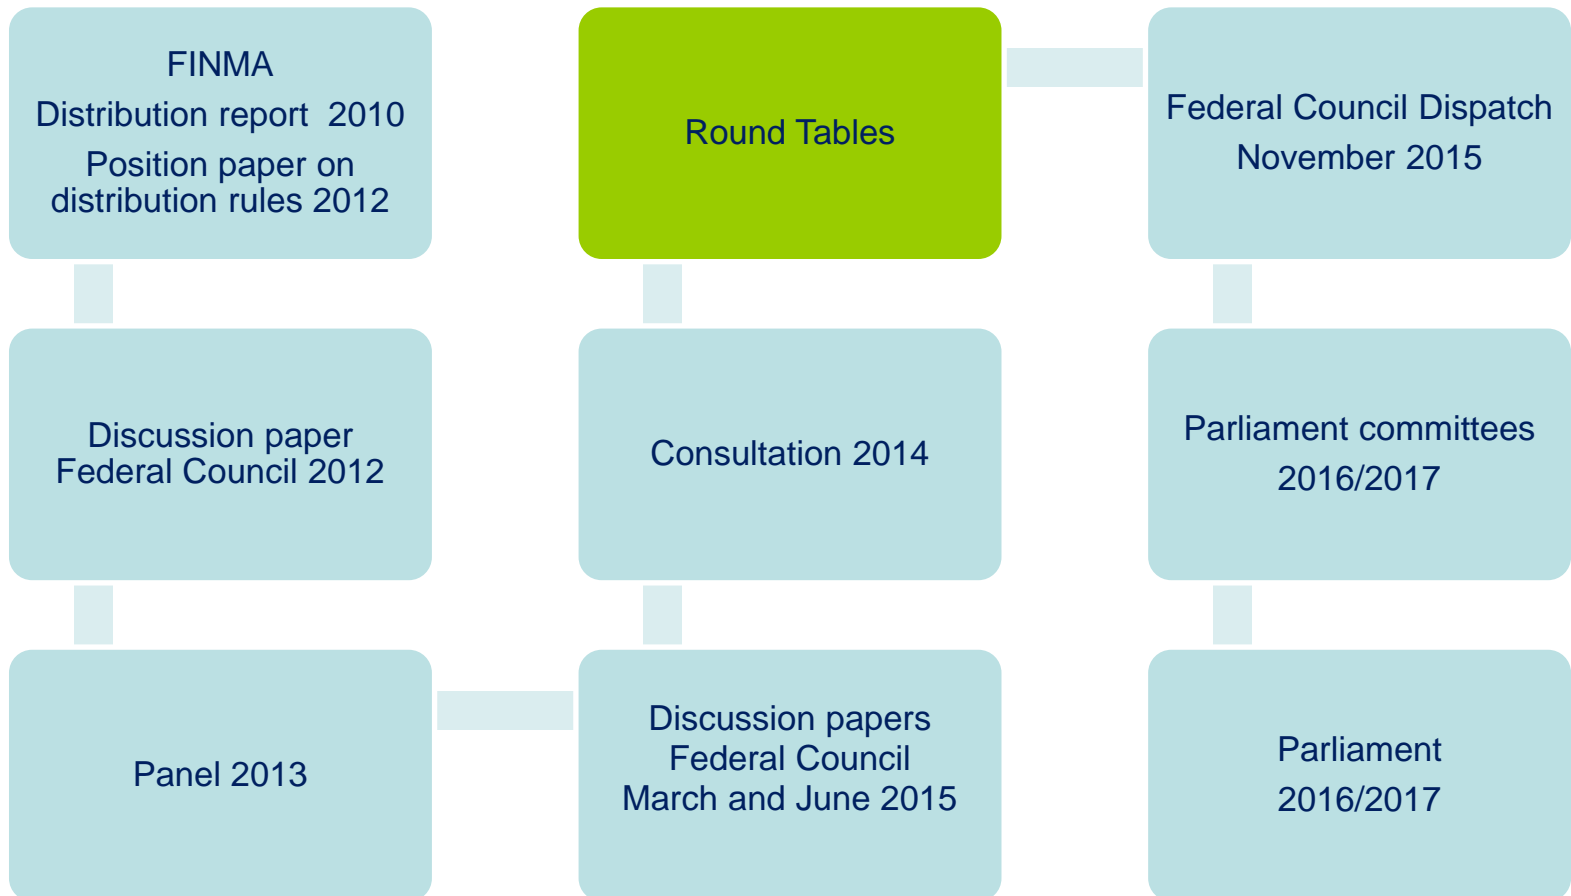 FINMA
Distribution report 2010
Position paper on
distribution rules 2012
Discussion paper
Federal Council 2012
Panel 2013
Discussion papers
Federal Council
March and June 2015
Consultation 2014
Round Tables
Federal Council Dispatch
November 2015
Parliament committees
2016/2017
Parliament
2016/2017